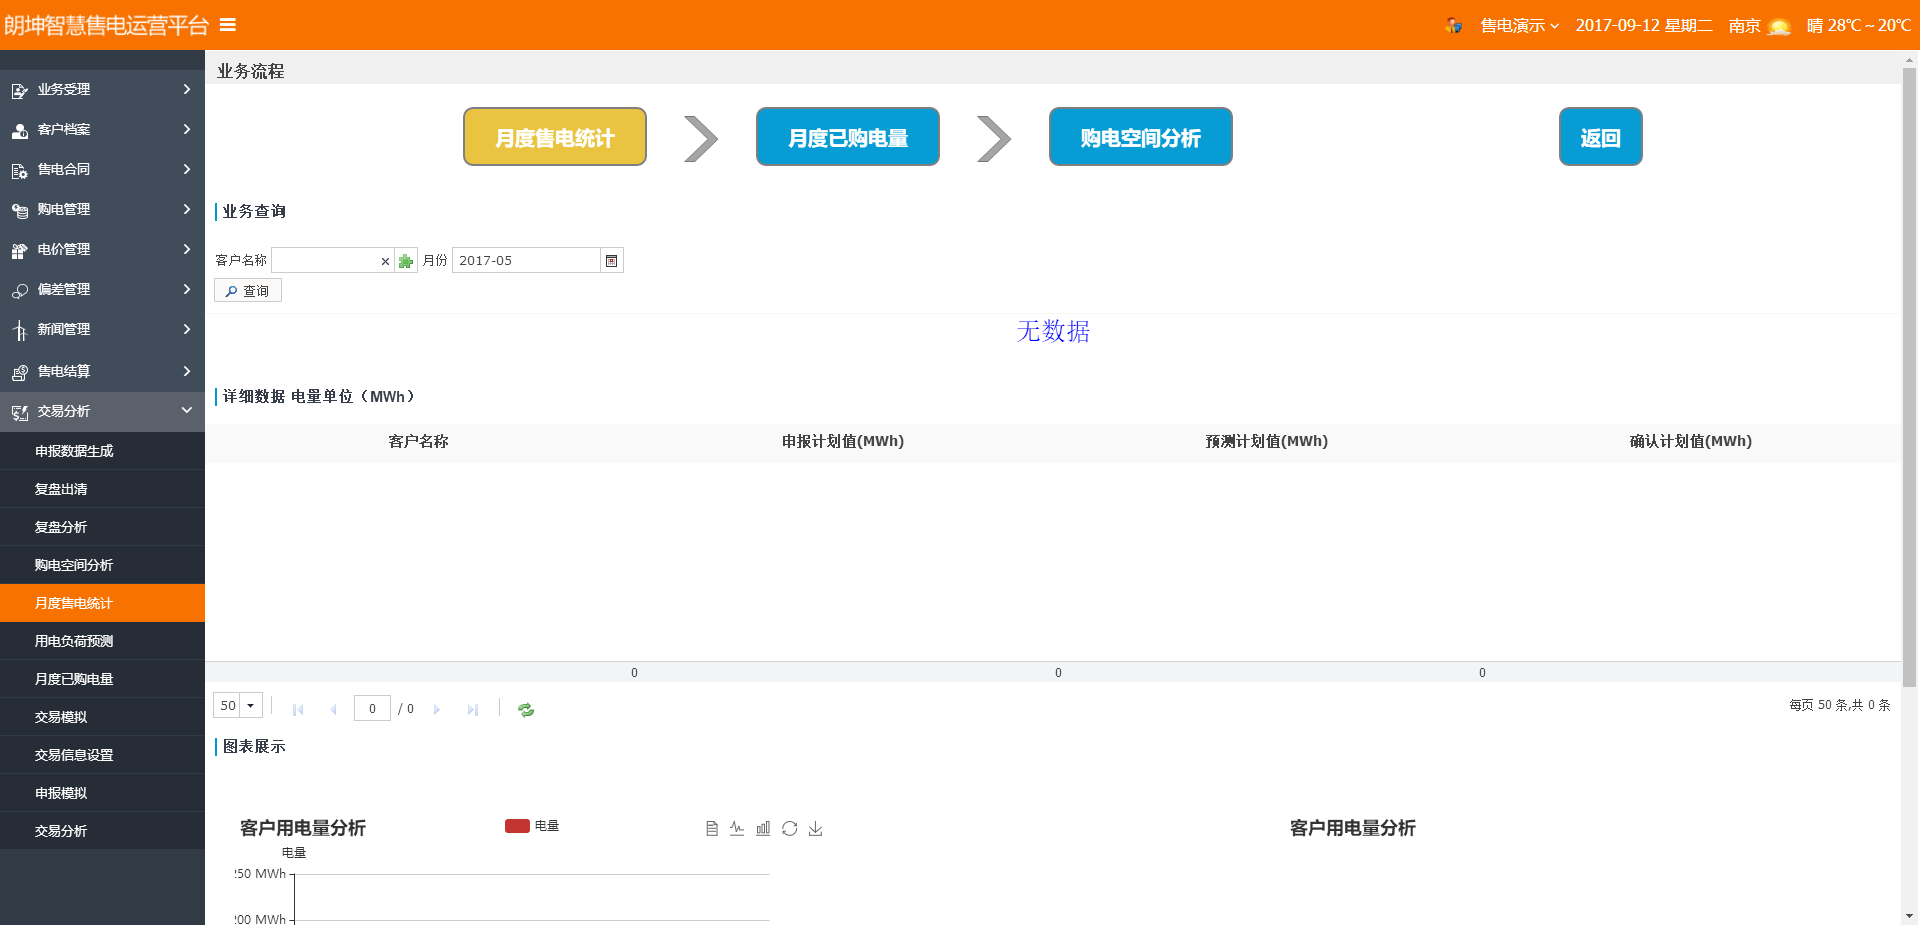 朗坤智慧售电运营平台
售电演示 2017-09-12 星期二 南京 晴 28℃～20℃
业务受理
客户档案
售电合同
购电管理
电价管理
偏差管理
新闻管理
售电结算
交易分析
申报数据生成
复盘出清
复盘分析
购电空间分析
月度售电统计
用电负荷预测
月度已购电量
交易模拟
交易信息设置
申报模拟
交易分析
业务流程
月度售电统计 月度已购电量 购电空间分析 返回
业务查询
客户名称 × 月份 2017-05
查询
无数据
详细数据 电量单位（MWh）
客户名称 申报计划值(MWh) 预测计划值(MWh) 确认计划值(MWh)
0 0 0
50 0 / 0 每页 50 条,共 0 条
图表展示
客户用电量分析 电量 客户用电量分析
电量
250 MWh
200 MWh